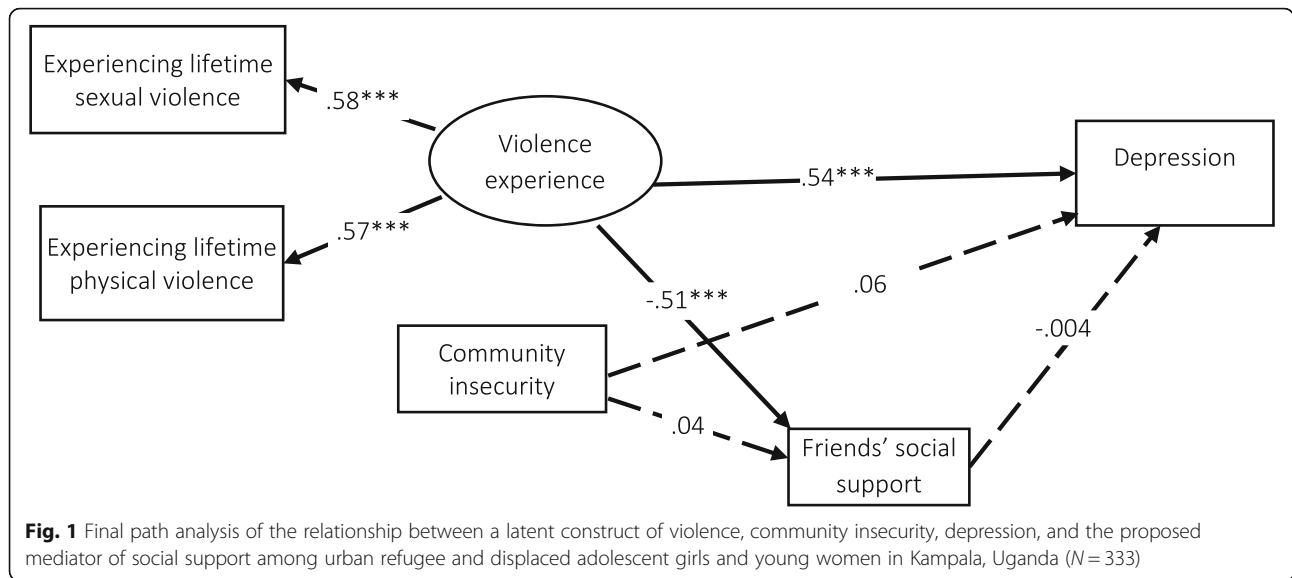 Experiencing lifetime
sexual violence
.58***
Violence
experience
.54***
Depression
Experiencing lifetime
physical violence
.57***
-.51***
.06
-.004
Community
insecurity
.04
Friends’ social
support
Fig. 1 Final path analysis of the relationship between a latent construct of violence, community insecurity, depression, and the proposed
mediator of social support among urban refugee and displaced adolescent girls and young women in Kampala, Uganda (N = 333)